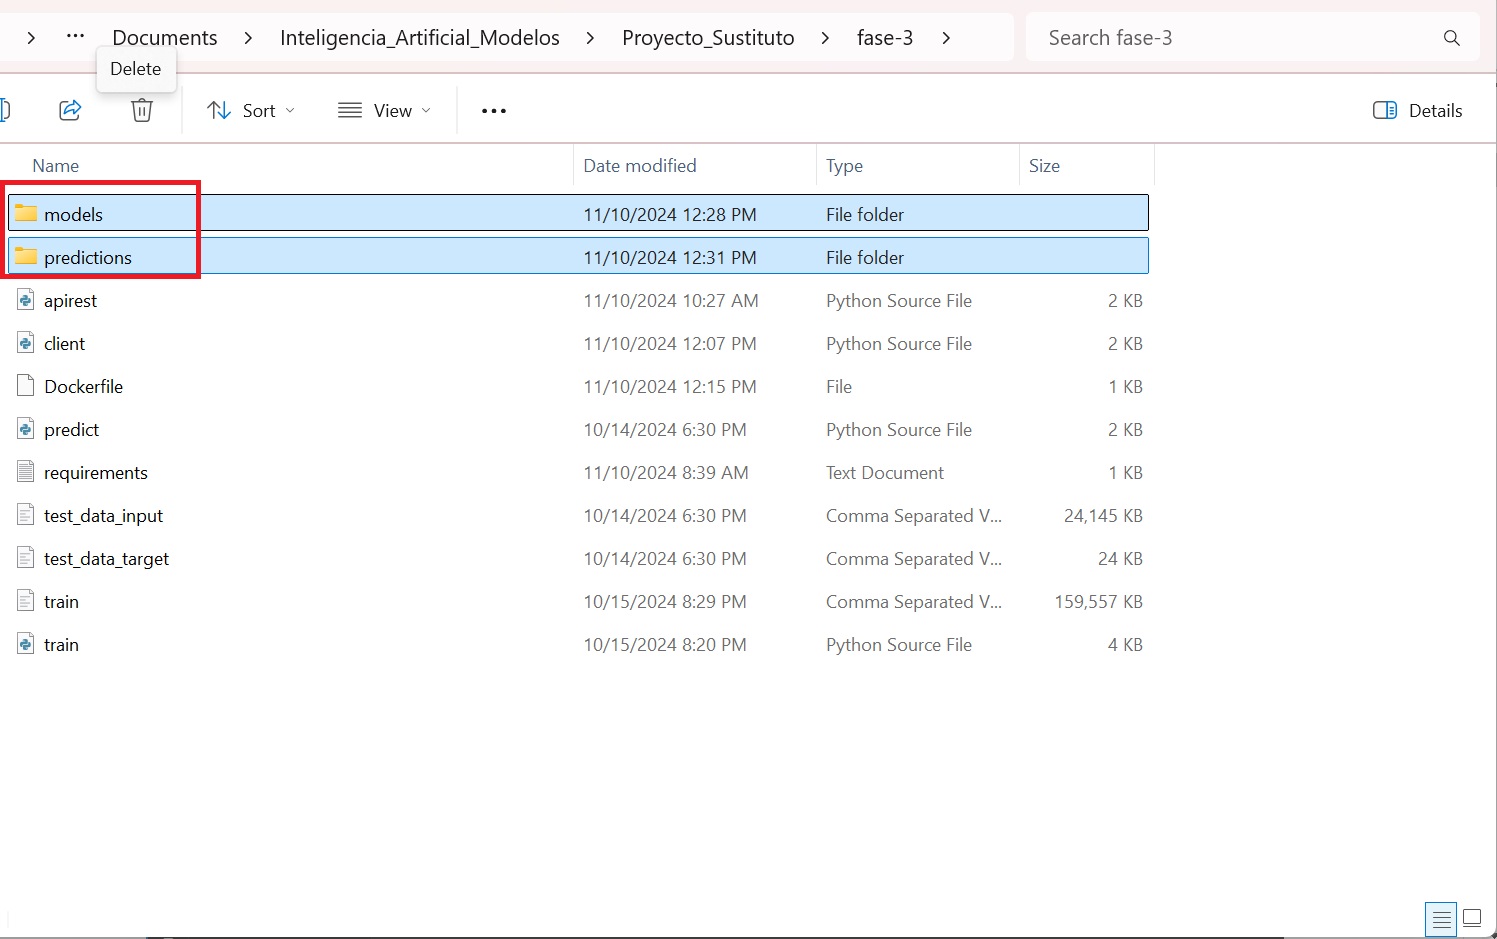 Documents Inteligencia_Artificial_Modelos Proyecto_Sustituto fase-3 Search fase-3
Delete
Sort View Details
Name Date modified Type Size
models 11/10/2024 12:28 PM File folder
predictions 11/10/2024 12:31 PM File folder
apirest 11/10/2024 10:27 AM Python Source File 2 KB
client 11/10/2024 12:07 PM Python Source File 2 KB
Dockerfile 11/10/2024 12:15 PM File 1 KB
predict 10/14/2024 6:30 PM Python Source File 2 KB
requirements 11/10/2024 8:39 AM Text Document 1 KB
test_data_input 10/14/2024 6:30 PM Comma Separated V... 24,145 KB
test_data_target 10/14/2024 6:30 PM Comma Separated V... 24 KB
train 10/15/2024 8:29 PM Comma Separated V... 159,557 KB
train 10/15/2024 8:20 PM Python Source File 4 KB